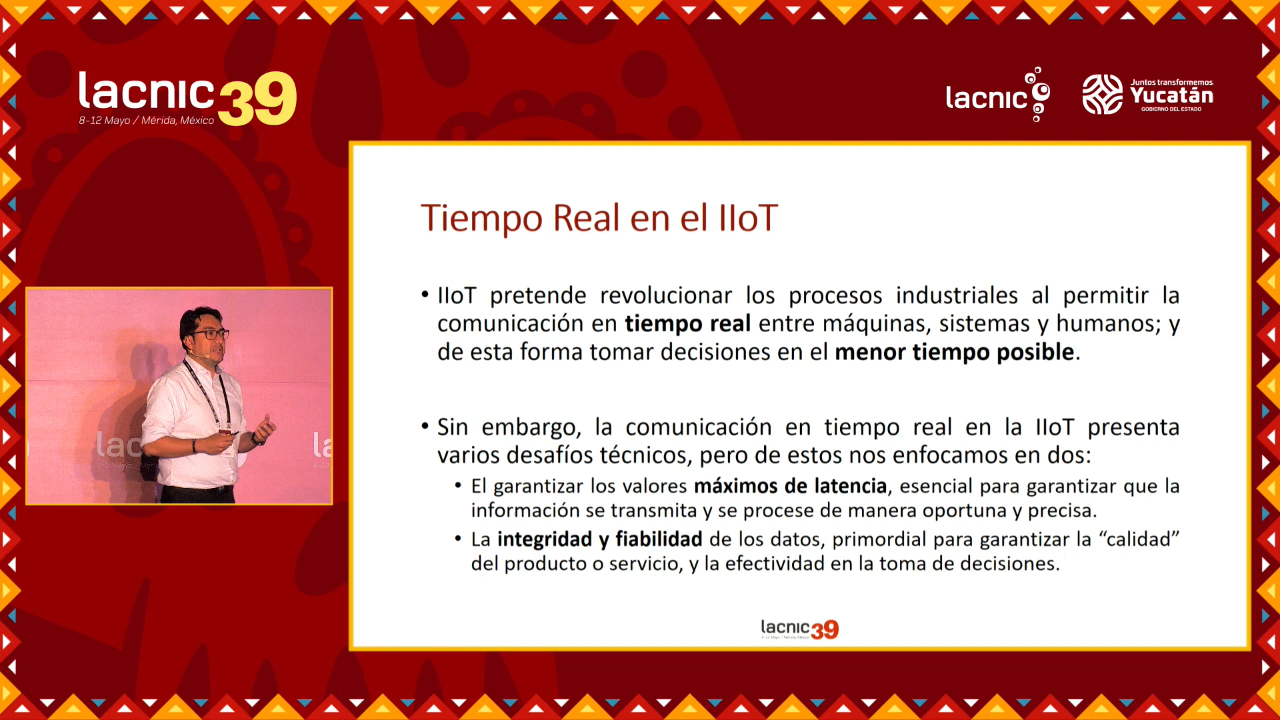 lacnic39
8-12 Mayo / Mérida, México
lacnic
Juntos transformemos
Yucatán
GOBIERNO DEL ESTADO
Tiempo Real en el IIoT
• IIoT pretende revolucionar los procesos industriales al permitir la
comunicación en tiempo real entre máquinas, sistemas y humanos; y
de esta forma tomar decisiones en el menor tiempo posible.
• Sin embargo, la comunicación en tiempo real en la IIoT presenta
varios desafíos técnicos, pero de estos nos enfocamos en dos:
• El garantizar los valores máximos de latencia, esencial para garantizar que la
información se transmita y se procese de manera oportuna y precisa.
• La integridad y fiabilidad de los datos, primordial para garantizar la “calidad”
del producto o servicio, y la efectividad en la toma de decisiones.
lacnic39